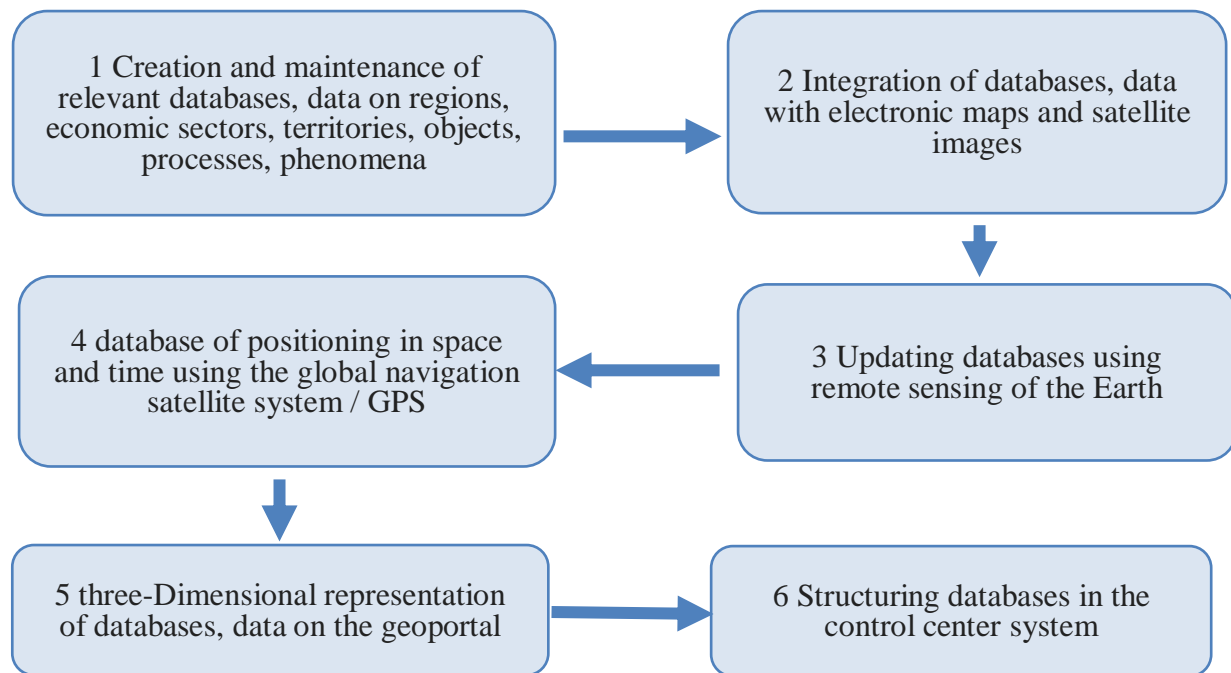 1 Creation and maintenance of
relevant databases, data on regions,
economic sectors, territories, objects,
processes, phenomena
2 Integration of databases, data
with electronic maps and satellite
images
3 Updating databases using
remote sensing of the Earth
4 database of positioning in space
and time using the global navigation
satellite system / GPS
5 three-Dimensional representation
of databases, data on the geoportal
6 Structuring databases in the
control center system